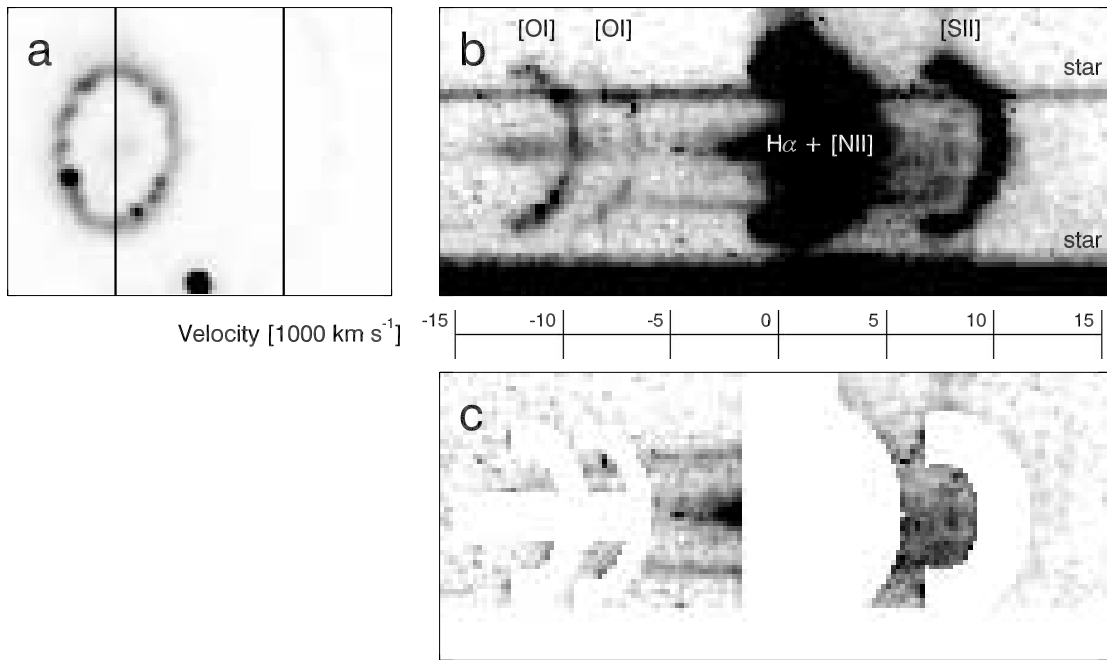 a
b
[OI] [OI] [SII]
star
Hα + [NII]
star
Velocity [1000 km s⁻¹]
-15 -10 -5 0 5 10 15
c